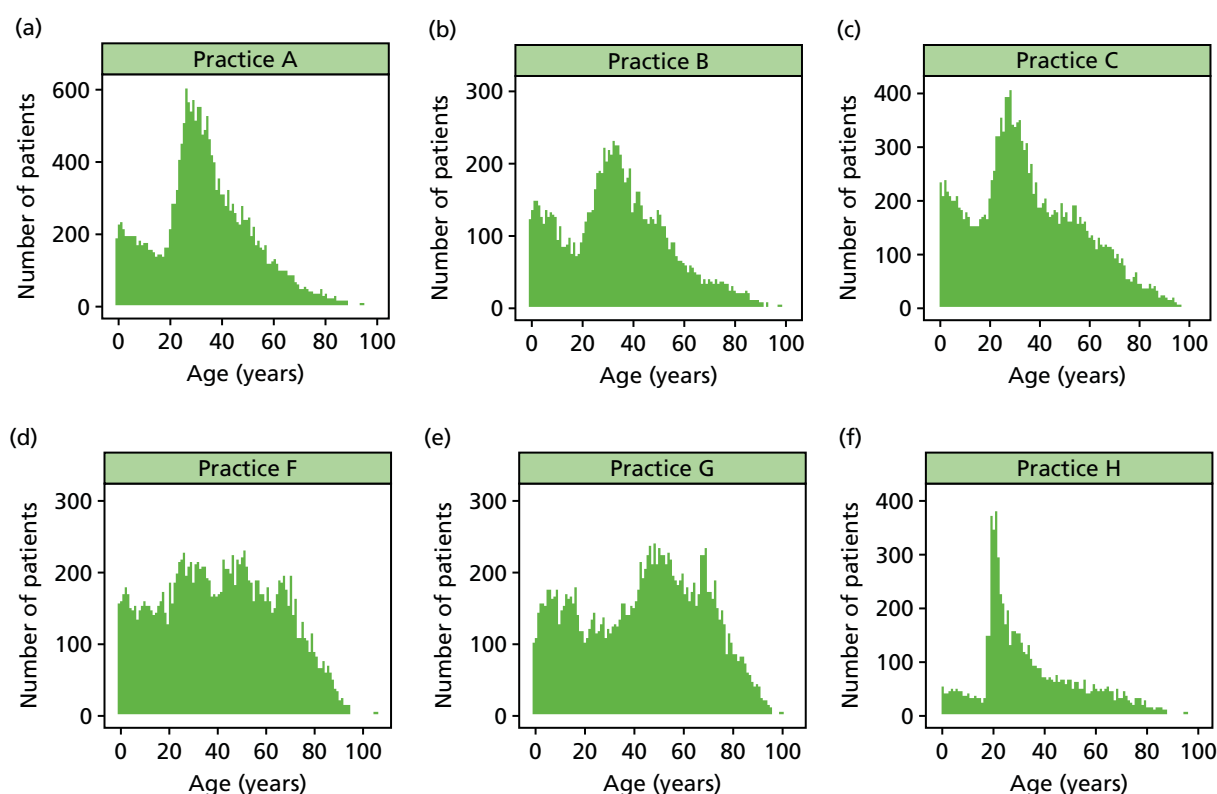 (a)
Practice A
Number of patients
600
400
200
0
0 20 40 60 80 100
Age (years)
(b)
Practice B
Number of patients
300
200
100
0
0 20 40 60 80 100
Age (years)
(c)
Practice C
Number of patients
400
300
200
100
0
0 20 40 60 80 100
Age (years)
(d)
Practice F
Number of patients
300
200
100
0
0 20 40 60 80 100
Age (years)
(e)
Practice G
Number of patients
300
200
100
0
0 20 40 60 80 100
Age (years)
(f)
Practice H
Number of patients
400
300
200
100
0
0 20 40 60 80 100
Age (years)